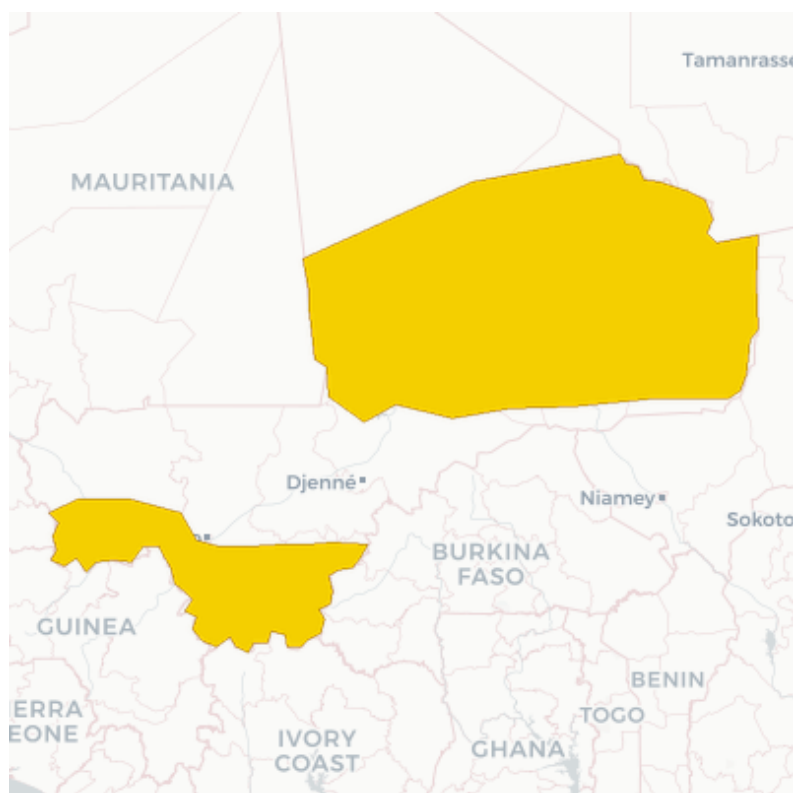 Tamanrasse
MAURITANIA
Djenné
Niamey
Sokoto
BURKINA
FASO
GUINEA
BENIN
ERRA
EONE
TOGO
IVORY
COAST
GHANA